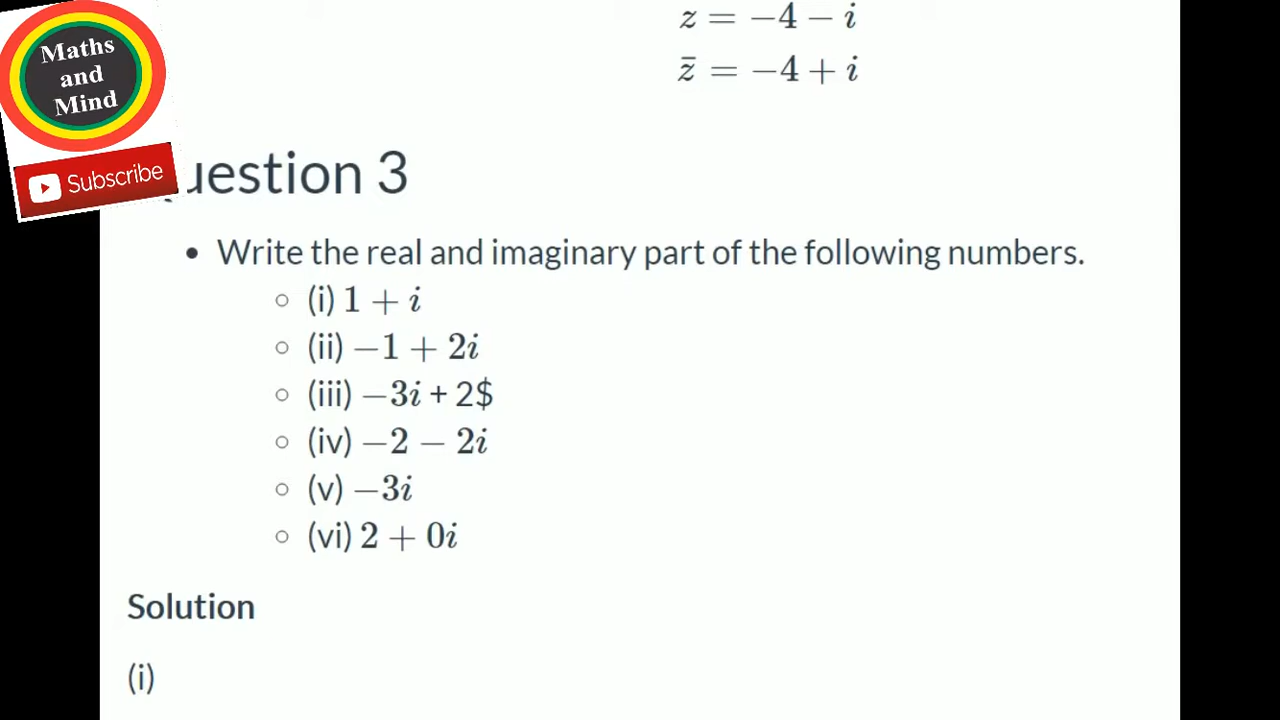 z = −4 − i
z̄ = −4 + i
Maths
and
Mind
Subscribe
uestion 3
• Write the real and imaginary part of the following numbers.
○ (i) 1 + i
○ (ii) −1 + 2i
○ (iii) −3i + 2$
○ (iv) −2 − 2i
○ (v) −3i
○ (vi) 2 + 0i
Solution
(i)